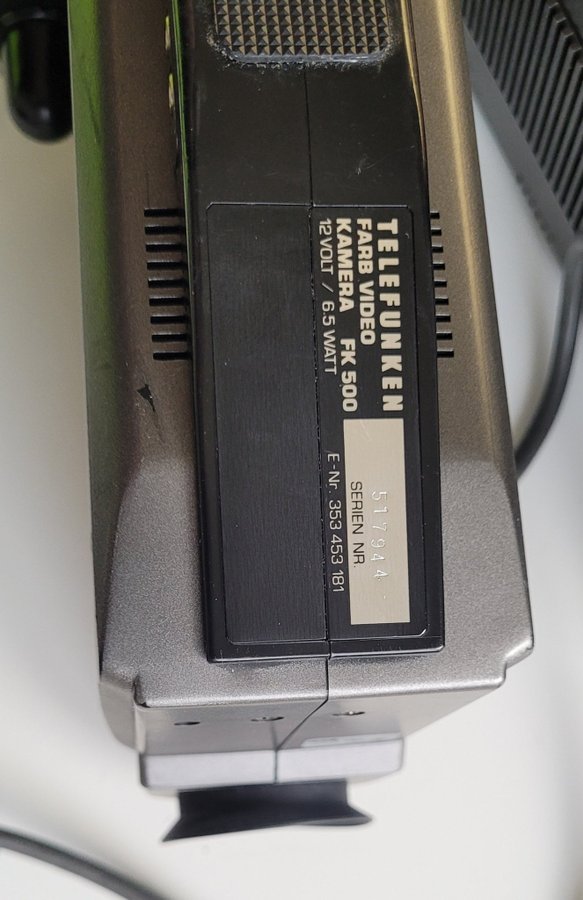 TELEFUNKEN
FARB VIDEO
KAMERA FK 500
12 VOLT / 6.5 WATT
517944
SERIEN NR.
E-Nr. 353 453 181